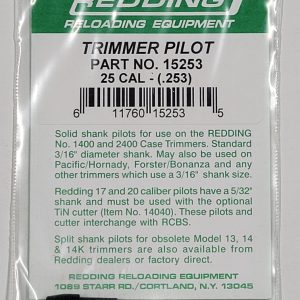 REDDING
RELOADING EQUIPMENT
TRIMMER PILOT
PART NO. 15253
25 CAL - (.253)
6 11760 15253 5
Solid shank pilots for use on the REDDING
No. 1400 and 2400 Case Trimmers. Standard
3/16" diameter shank. May also be used on
Pacific/Hornady, Forster/Bonanza and any
other trimmers which use a 3/16" shank size.
Redding 17 and 20 caliber pilots have a 5/32"
shank and must be used with the optional
TiN cutter (Item No. 14040). These pilots and
cutter interchange with RCBS.
Split shank pilots for obsolete Model 13, 14
& 14K trimmers are also available from
Redding dealers or factory direct.
REDDING RELOADING EQUIPMENT
1089 STARR RD./CORTLAND, N.Y. 13045